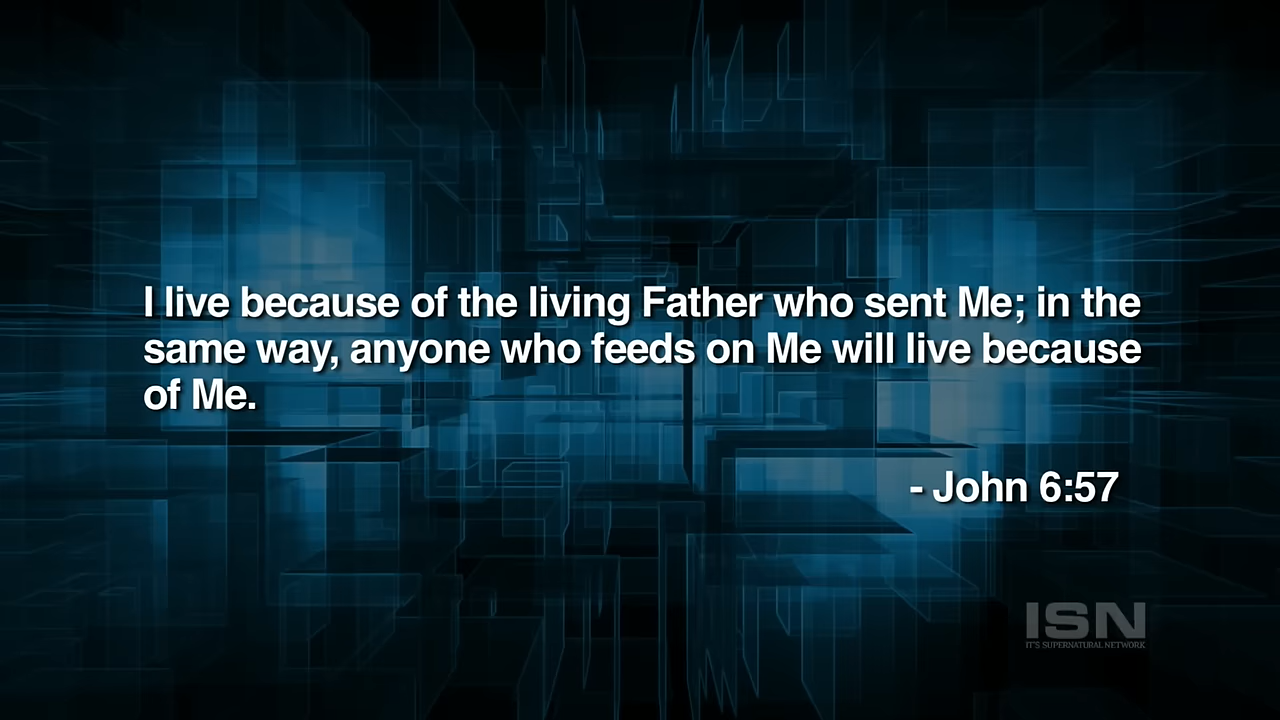 I live because of the living Father who sent Me; in the
same way, anyone who feeds on Me will live because
of Me.
- John 6:57
ISN
IT'S SUPERNATURAL NETWORK